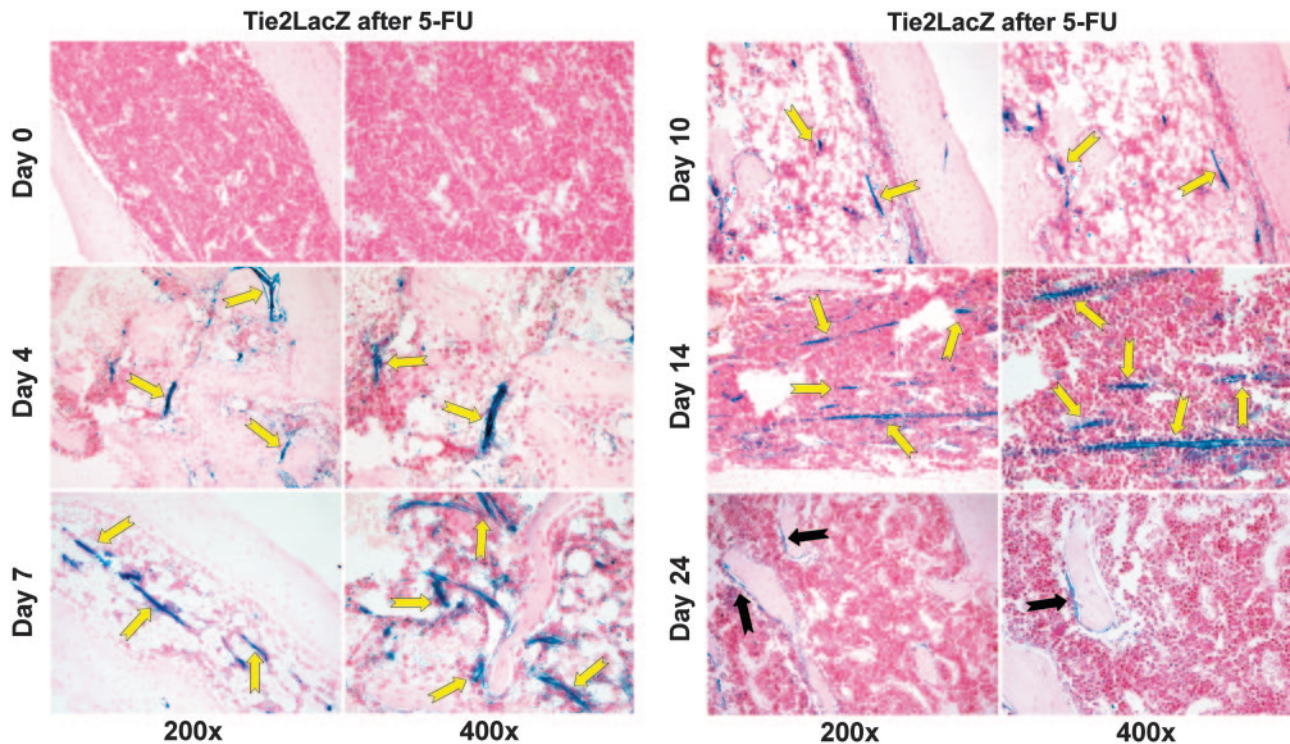 Tie2LacZ after 5-FU
Day 0
Day 4
Day 7
200x
400x
Tie2LacZ after 5-FU
Day 10
Day 14
Day 24
200x
400x